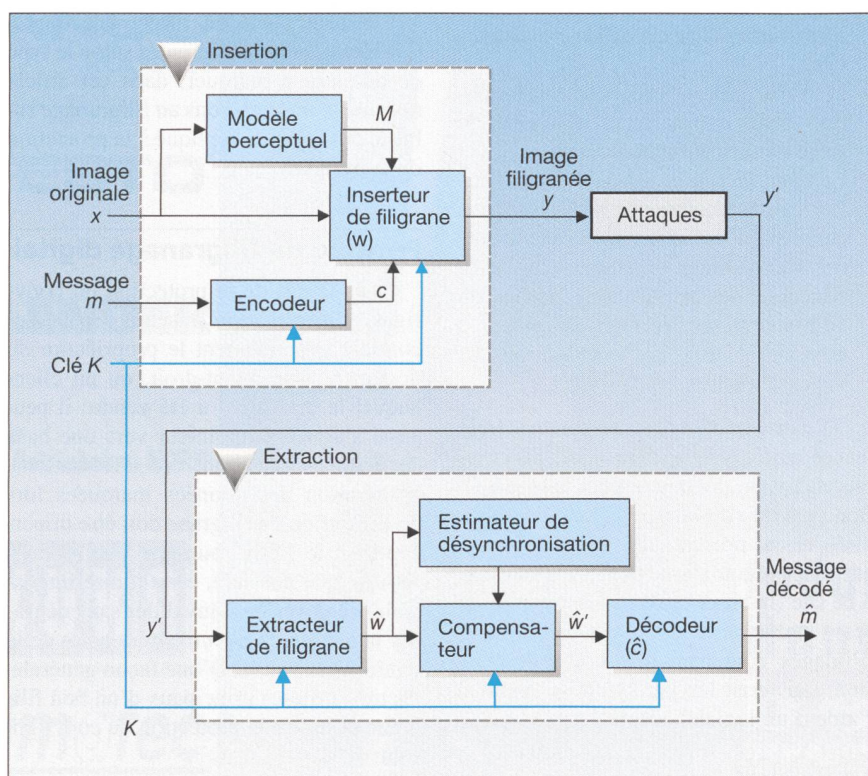 Insertion
Modèle
perceptuel
M
Image
originale
x
Inserteur
de filigrane
(w)
Image
filigranée
y
Attaques
y′
Message
m
Encodeur
c
Clé K
Extraction
Estimateur de
désynchronisation
y′
Extracteur
de filigrane
ŵ
Compensa-
teur
ŵ′
Décodeur
(ĉ)
Message
décodé
m̂
K